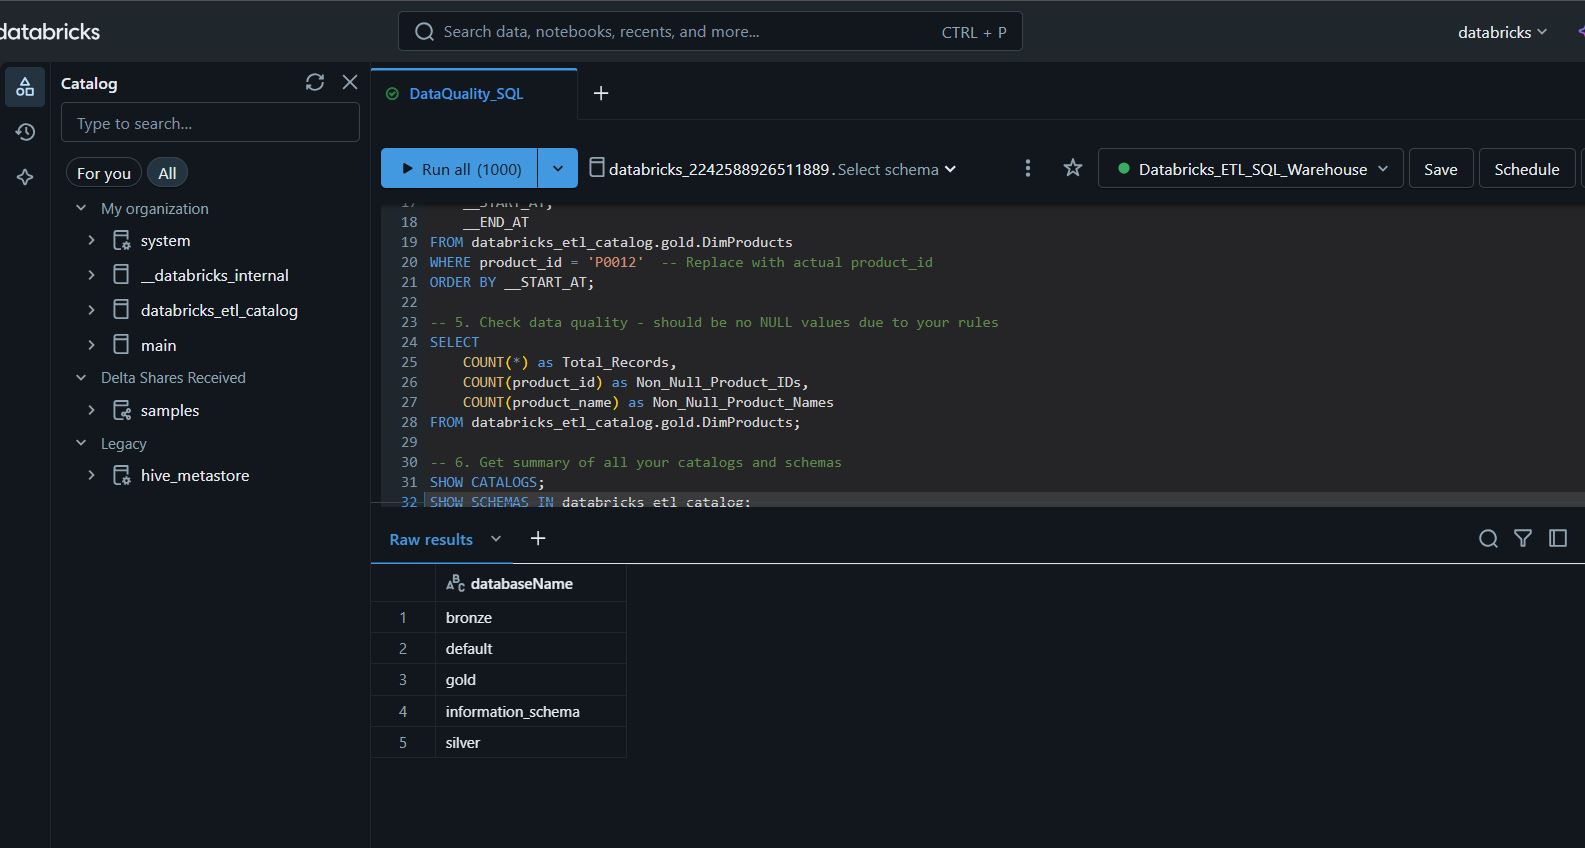 databricks
Search data, notebooks, recents, and more... CTRL + P
databricks
Catalog
Type to search...
For you All
My organization
system
__databricks_internal
databricks_etl_catalog
main
Delta Shares Received
samples
Legacy
hive_metastore
DataQuality_SQL
Run all (1000) databricks_2242588926511889.Select schema Databricks_ETL_SQL_Warehouse Save Schedule
17 __START_AT,
18 __END_AT
19 FROM databricks_etl_catalog.gold.DimProducts
20 WHERE product_id = 'P0012' -- Replace with actual product_id
21 ORDER BY __START_AT;
22
23 -- 5. Check data quality - should be no NULL values due to your rules
24 SELECT
25 COUNT(*) as Total_Records,
26 COUNT(product_id) as Non_Null_Product_IDs,
27 COUNT(product_name) as Non_Null_Product_Names
28 FROM databricks_etl_catalog.gold.DimProducts;
29
30 -- 6. Get summary of all your catalogs and schemas
31 SHOW CATALOGS;
32 SHOW SCHEMAS IN databricks_etl_catalog;
Raw results
ABC databaseName
1 bronze
2 default
3 gold
4 information_schema
5 silver